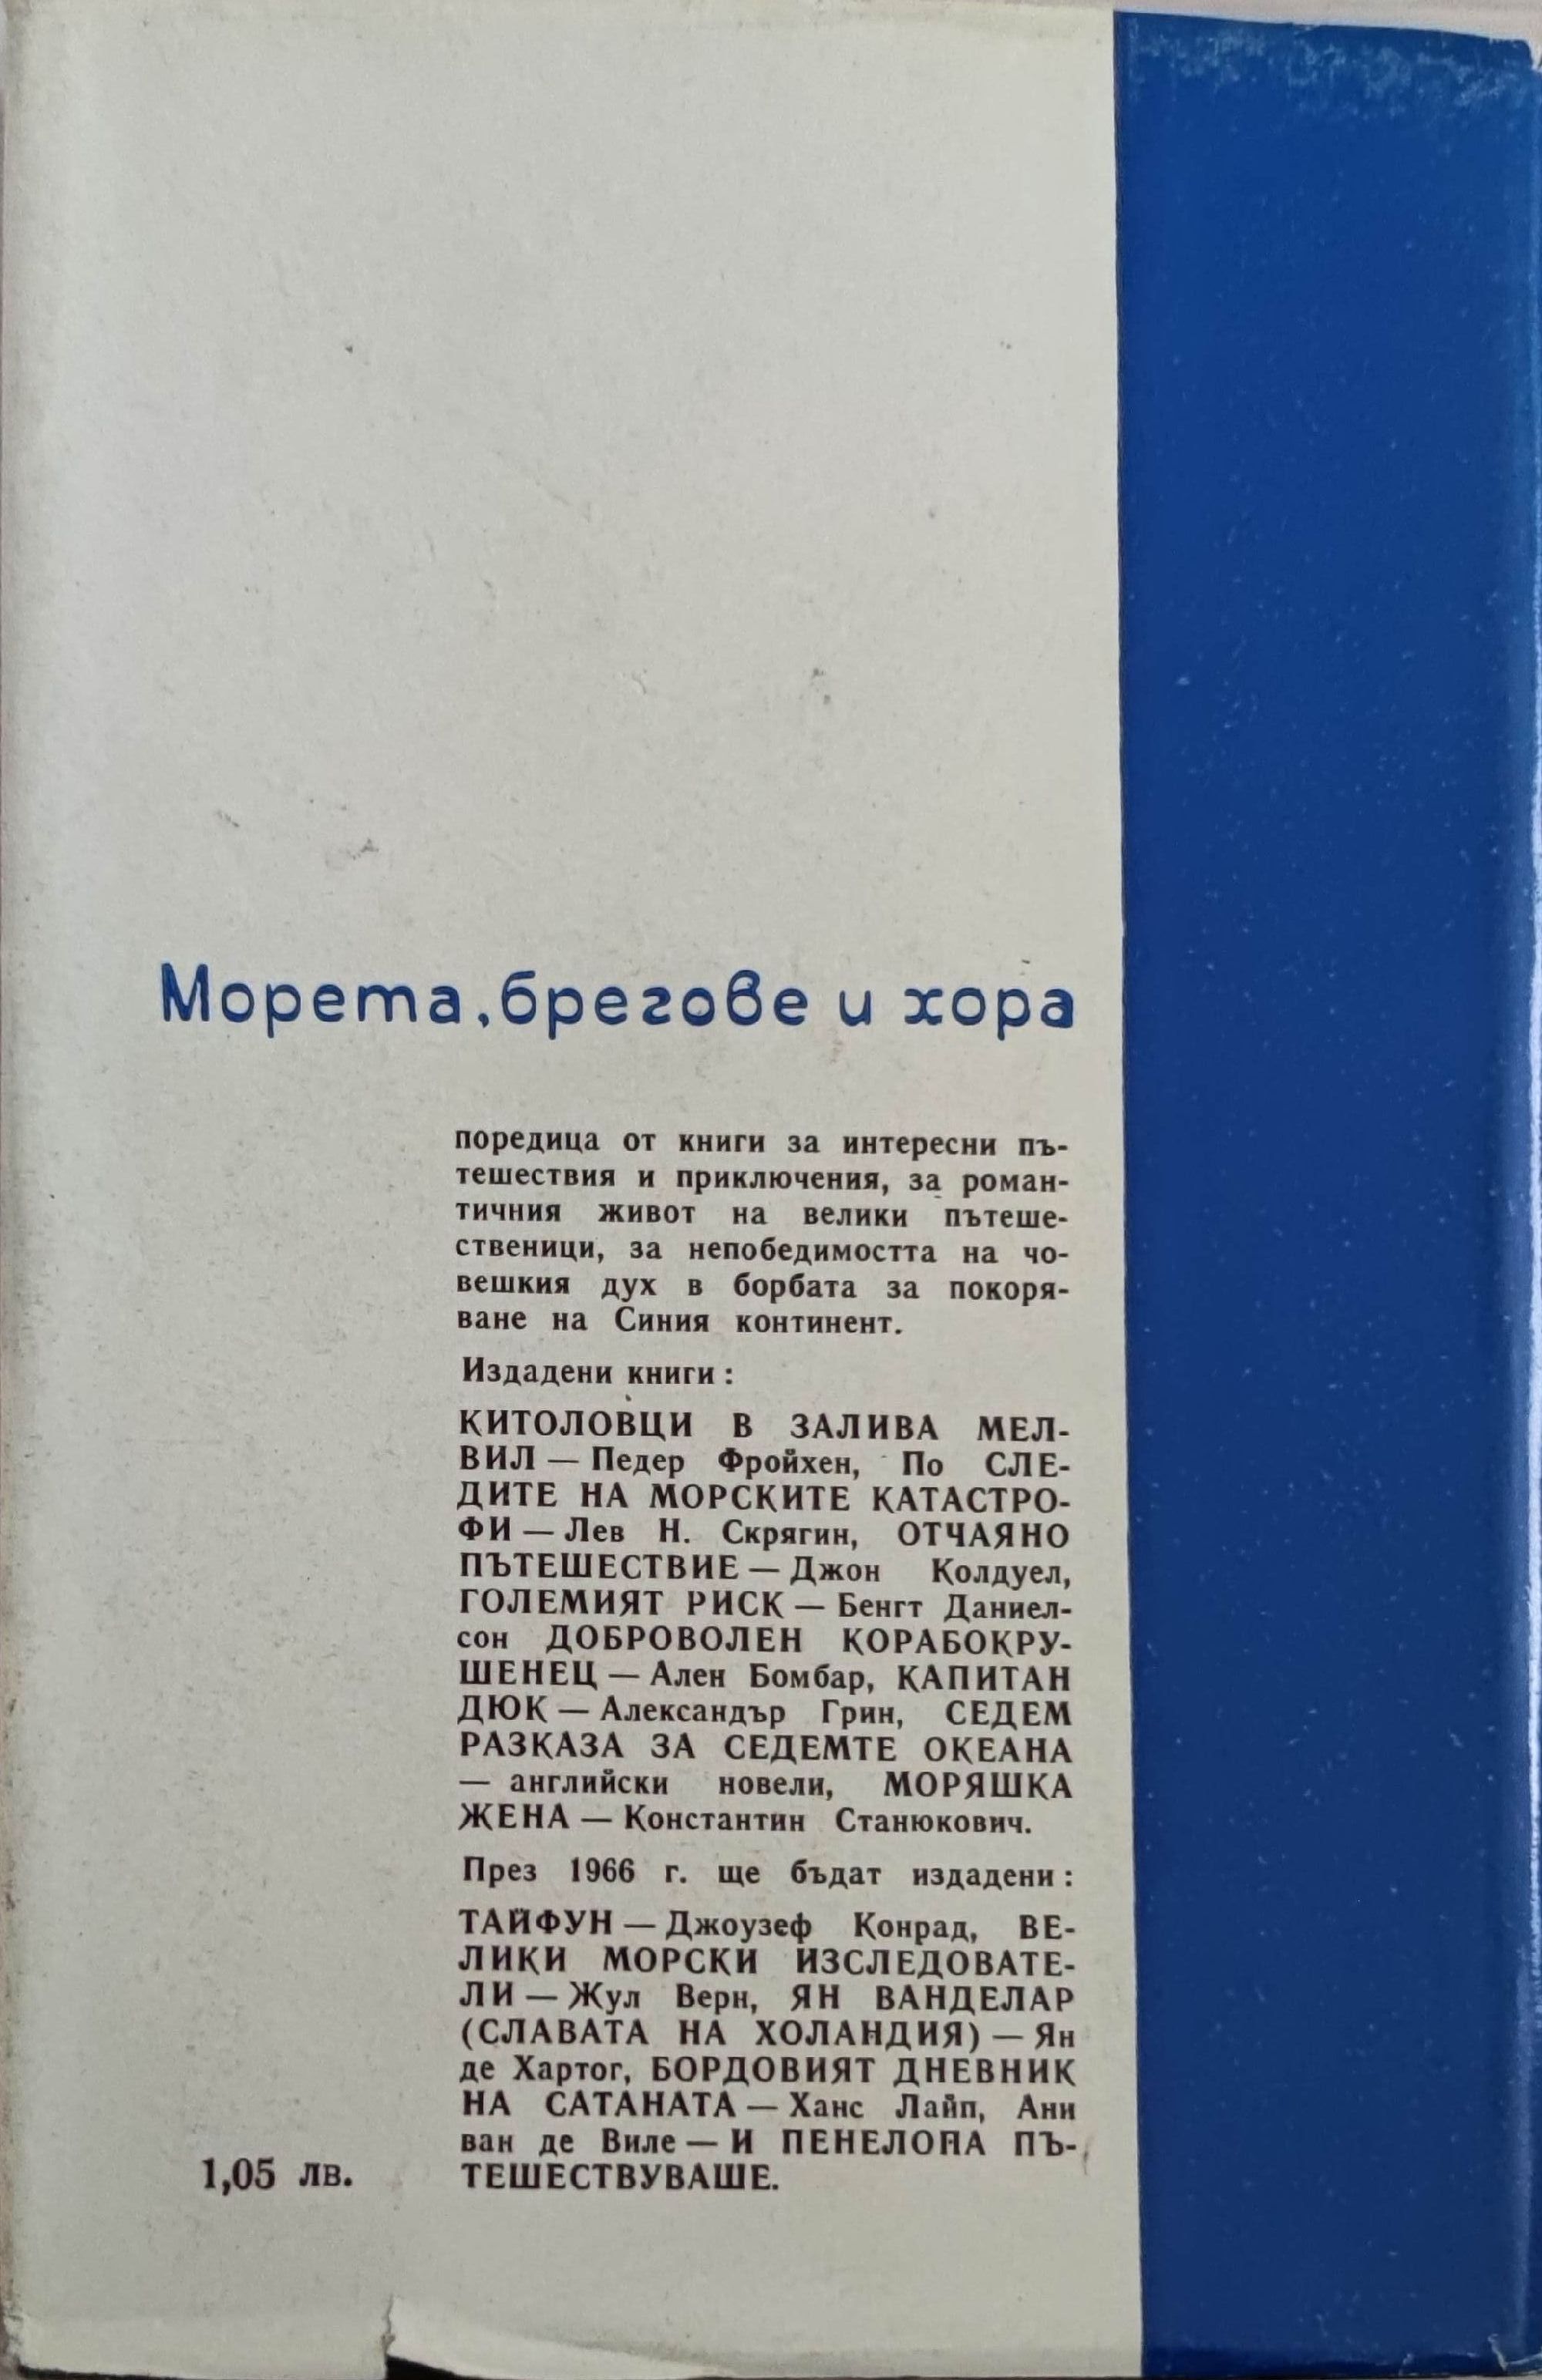 Морета, брегове и хора
поредица от книги за интересни пъ-
тешествия и приключения, за роман-
тичния живот на велики пътеше-
ственици, за непобедимостта на чо-
вешкия дух в борбата за покоря-
ване на Синия континент.
Издадени книги:
КИТОЛОВЦИ В ЗАЛИВА МЕЛ-
ВИЛ — Педер Фройхен, По СЛЕ-
ДИТЕ НА МОРСКИТЕ КАТАСТРО-
ФИ — Лев Н. Скрягин, ОТЧАЯНО
ПЪТЕШЕСТВИЕ — Джон Колдуел,
ГОЛЕМИЯТ РИСК — Бенгт Даниел-
сон ДОБРОВОЛЕН КОРАБОКРУ-
ШЕНЕЦ — Ален Бомбар, КАПИТАН
ДЮК — Александър Грин, СЕДЕМ
РАЗКАЗА ЗА СЕДЕМТЕ ОКЕАНА
— английски новели, МОРЯШКА
ЖЕНА — Константин Станюкович.
През 1966 г. ще бъдат издадени:
ТАЙФУН — Джоузеф Конрад, ВЕ-
ЛИКИ МОРСКИ ИЗСЛЕДОВАТЕ-
ЛИ — Жул Верн, ЯН ВАНДЕЛАР
(СЛАВАТА НА ХОЛАНДИЯ) — Ян
де Хартог, БОРДОВИЯТ ДНЕВНИК
НА САТАНАТА — Ханс Лайп, Ани
ван де Виле — И ПЕНЕЛОПА ПЪ-
ТЕШЕСТВУВАШЕ.
1,05 лв.